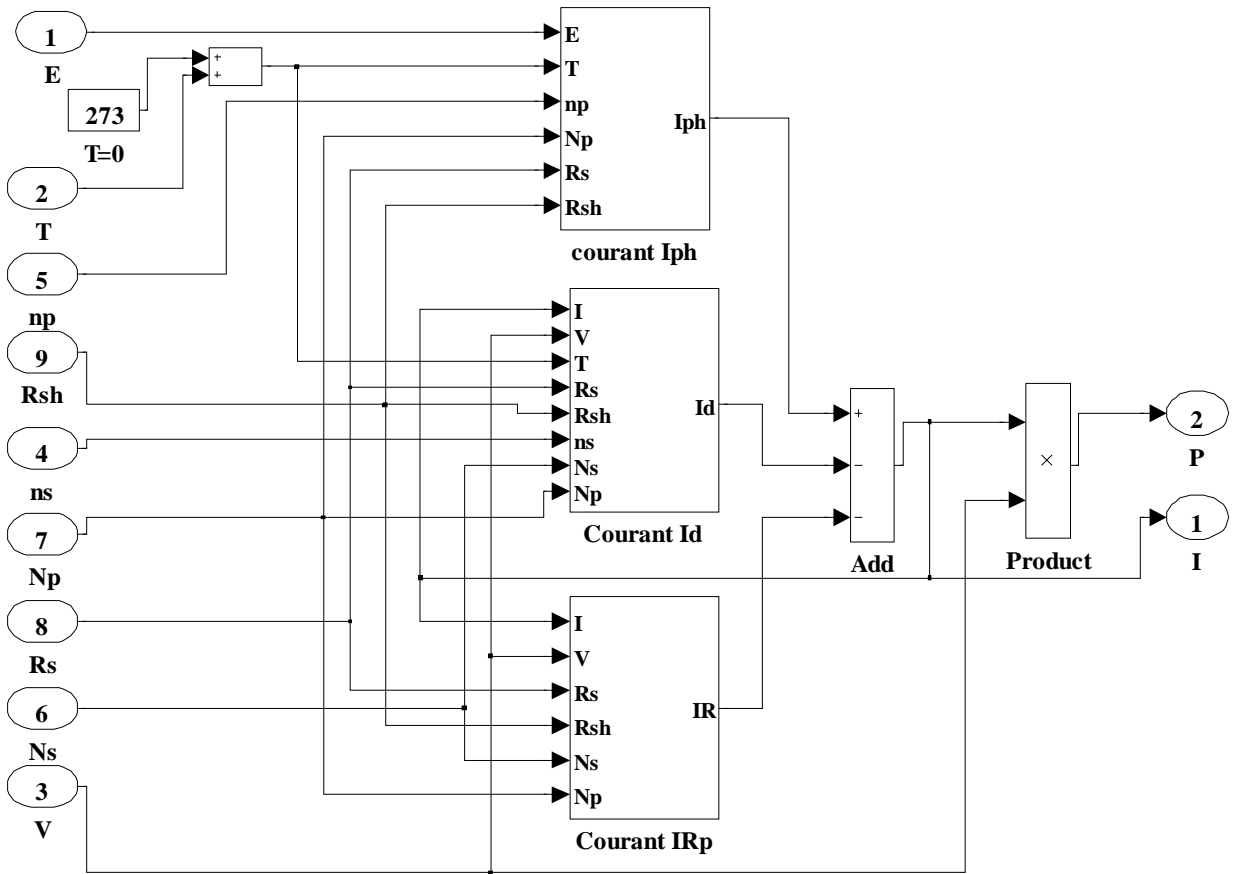 1
E
273
T=0
2
T
5
np
9
Rsh
4
ns
7
Np
8
Rs
6
Ns
3
V
+
+
E
T
np
Np
Rs
Rsh
Iph
courant Iph
I
V
T
Rs
Rsh
ns
Ns
Np
Id
Courant Id
I
V
Rs
Rsh
Ns
Np
IR
Courant IRp
+
−
−
Add
×
Product
2
P
1
I